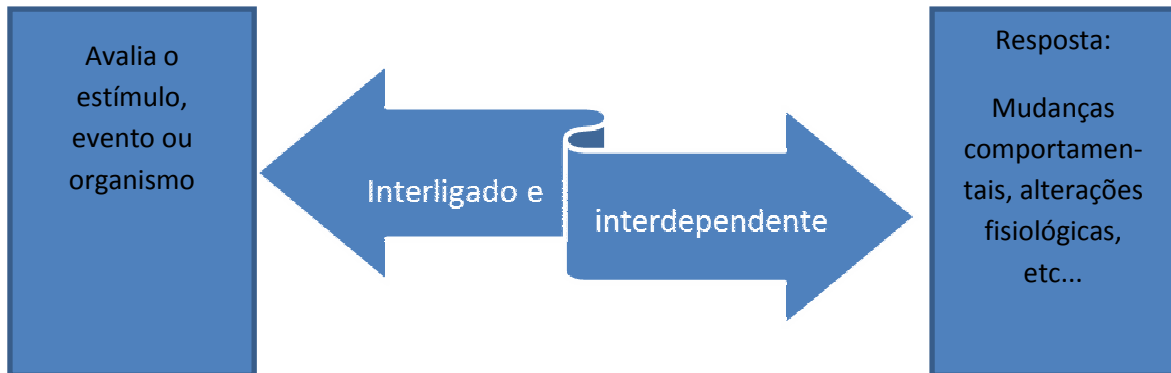 Avalia o
estímulo,
evento ou
organismo
Interligado e
interdependente
Resposta:
Mudanças
comportamen-
tais, alterações
fisiológicas,
etc...